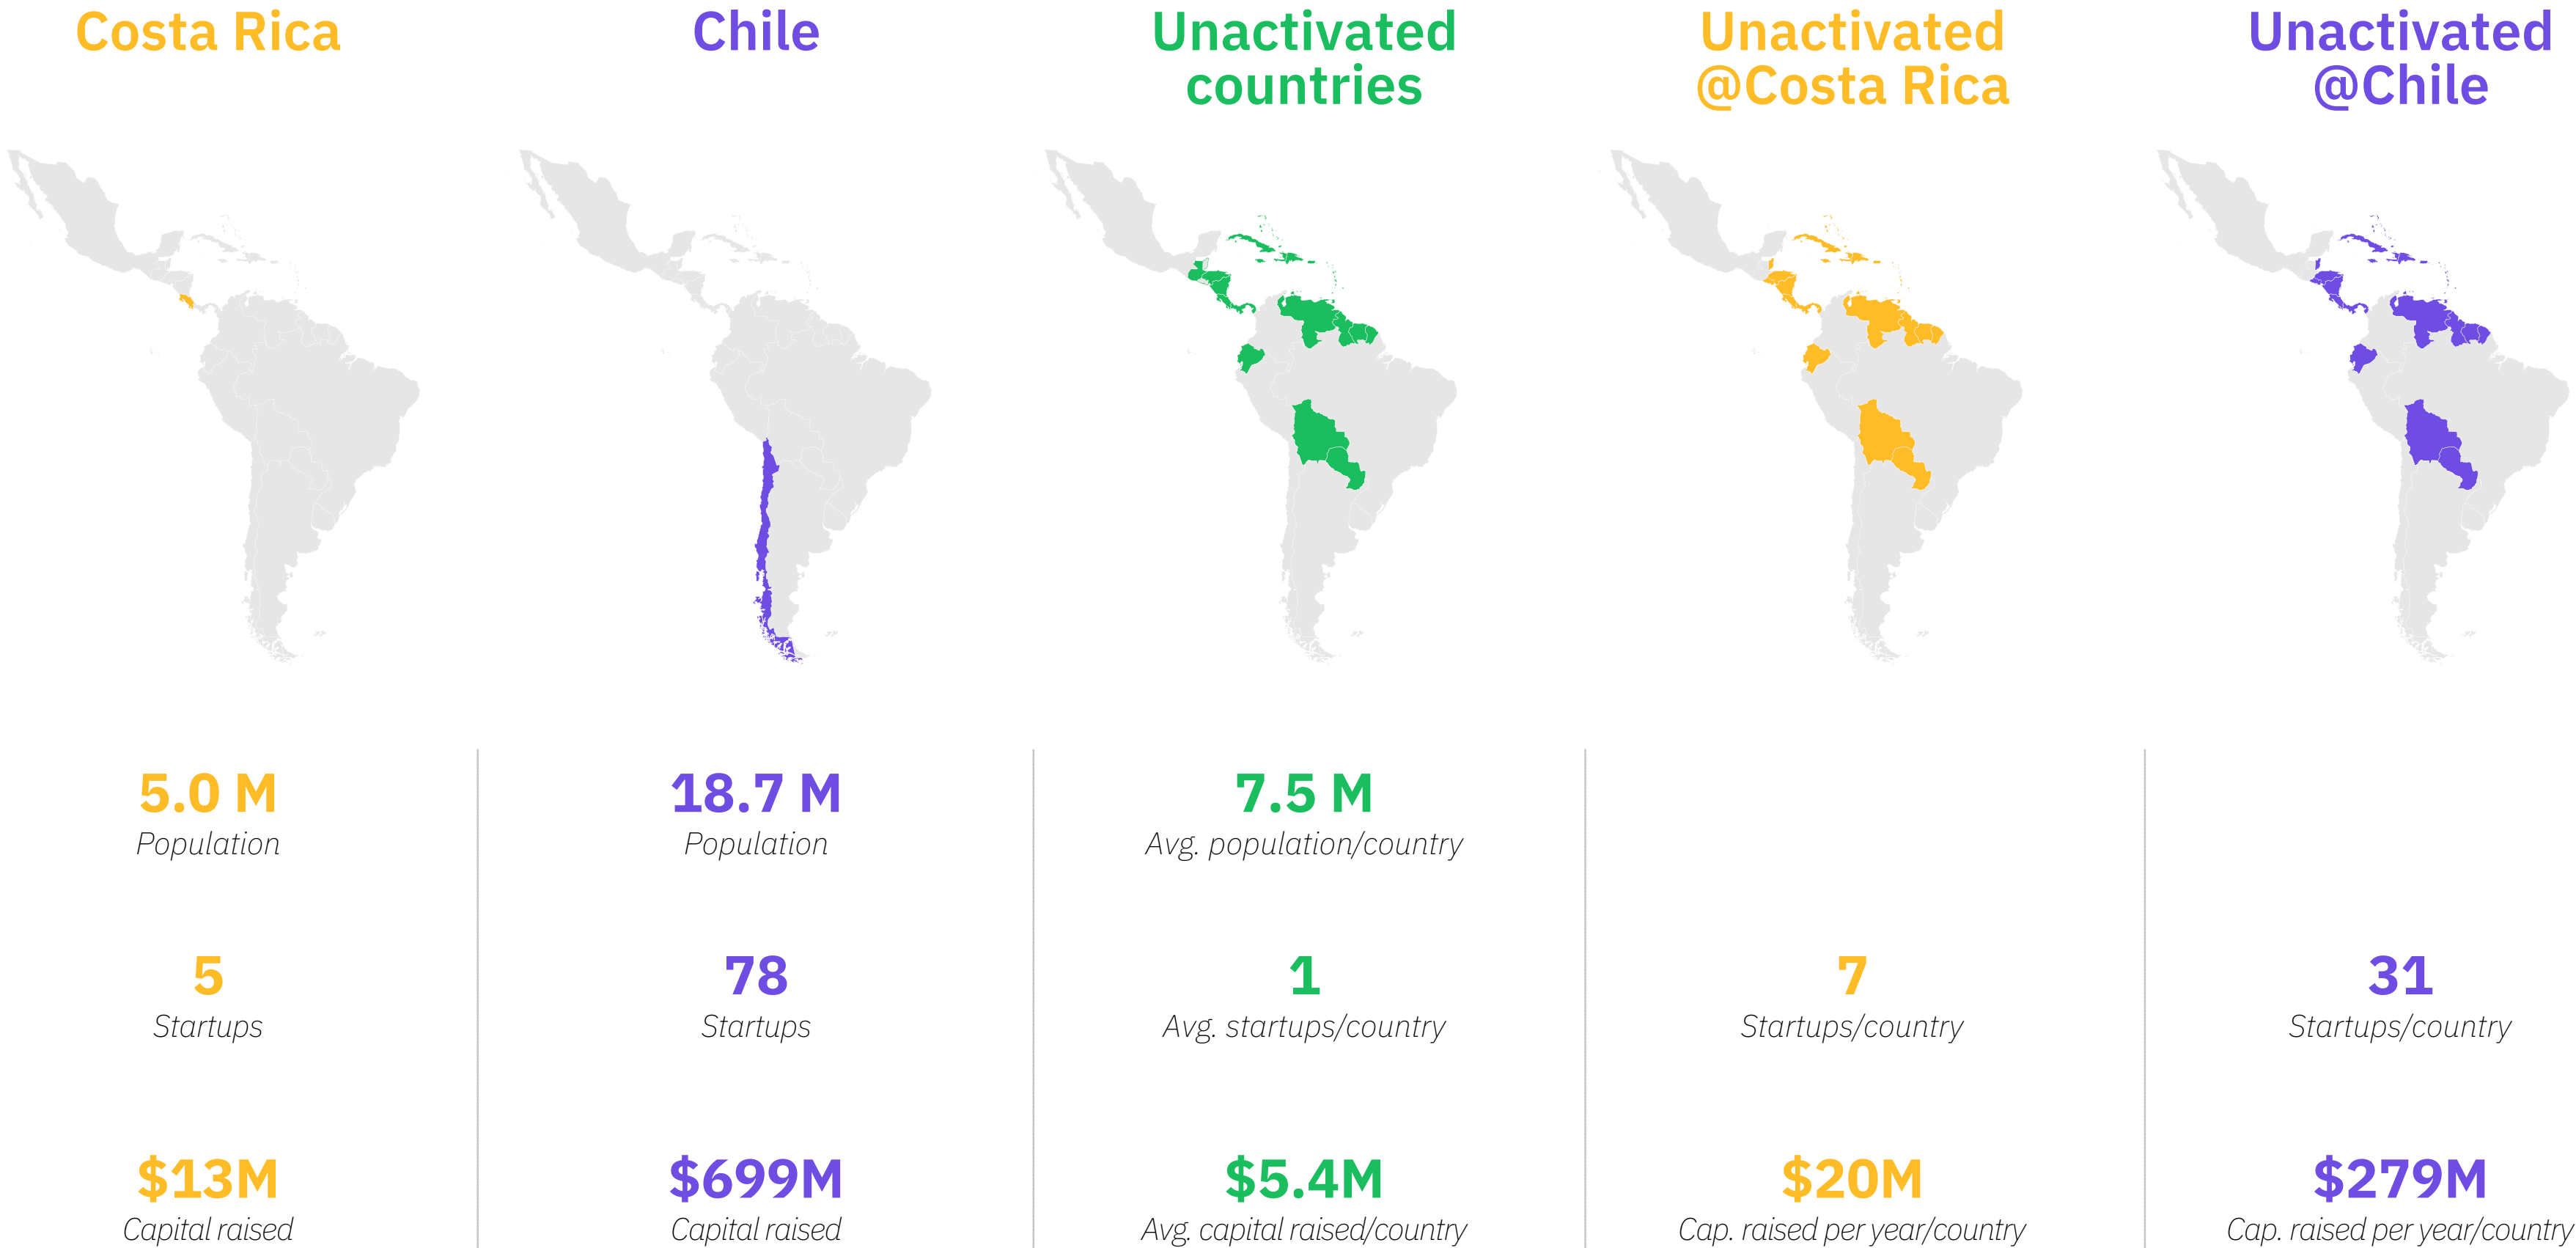 Costa Rica
Chile
Unactivated
countries
Unactivated
@Costa Rica
Unactivated
@Chile
5.0 M
Population
18.7 M
Population
7.5 M
Avg. population/country
5
Startups
78
Startups
1
Avg. startups/country
7
Startups/country
31
Startups/country
$13M
Capital raised
$699M
Capital raised
$5.4M
Avg. capital raised/country
$20M
Cap. raised per year/country
$279M
Cap. raised per year/country